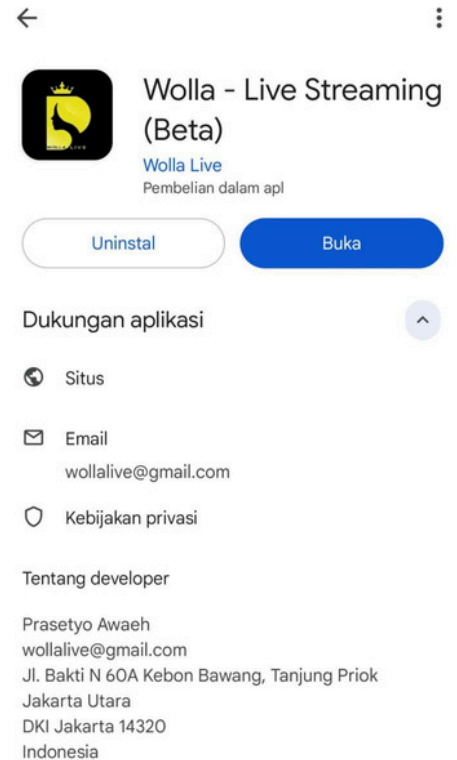 Wolla - Live Streaming
(Beta)
WOLLA LIVE
Wolla Live
Pembelian dalam apl
Uninstal
Buka
Dukungan aplikasi
Situs
Email
wollalive@gmail.com
Kebijakan privasi
Tentang developer
Prasetyo Awaeh
wollalive@gmail.com
Jl. Bakti N 60A Kebon Bawang, Tanjung Priok
Jakarta Utara
DKI Jakarta 14320
Indonesia